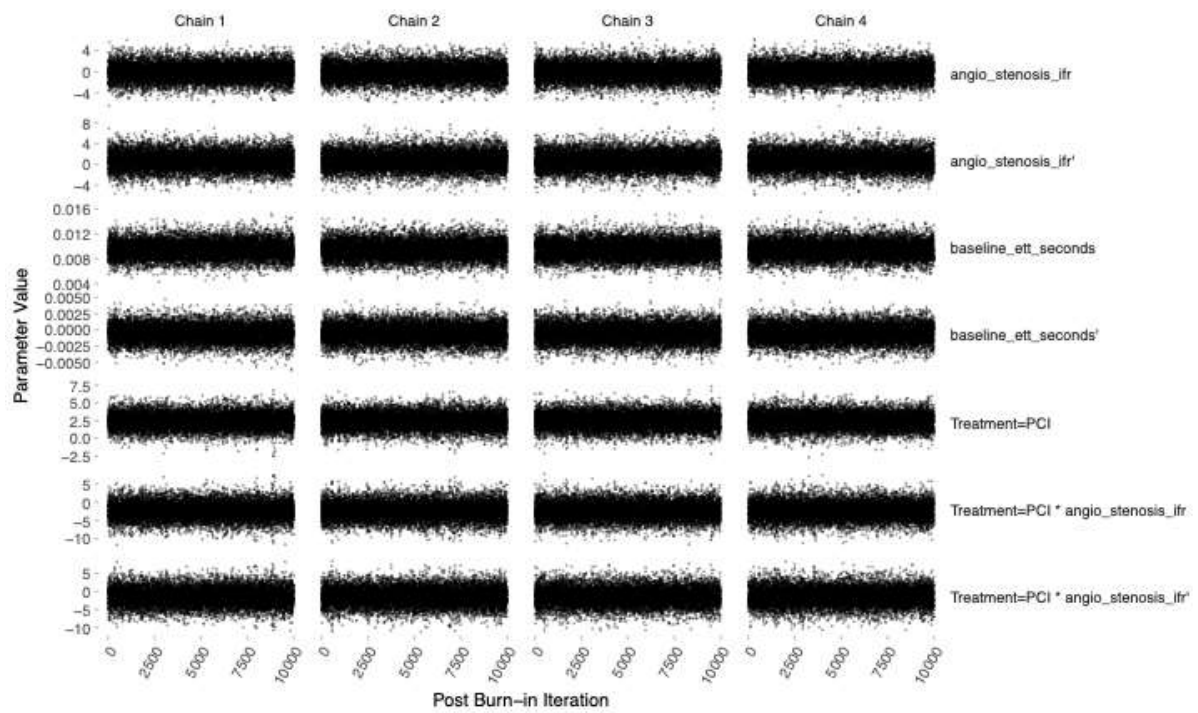 Chain 1 Chain 2 Chain 3 Chain 4
4
0
−4
angio_stenosis_ifr
8
4
0
−4
angio_stenosis_ifr'
0.016
0.012
0.008
0.004
baseline_ett_seconds
0.0050
0.0025
0.0000
−0.0025
−0.0050
baseline_ett_seconds'
7.5
5.0
2.5
0.0
−2.5
Treatment=PCI
5
0
−5
−10
Treatment=PCI * angio_stenosis_ifr
5
0
−5
−10
Treatment=PCI * angio_stenosis_ifr'
Parameter Value
0 2500 5000 7500 10000 0 2500 5000 7500 10000 0 2500 5000 7500 10000 0 2500 5000 7500 10000
Post Burn−in Iteration